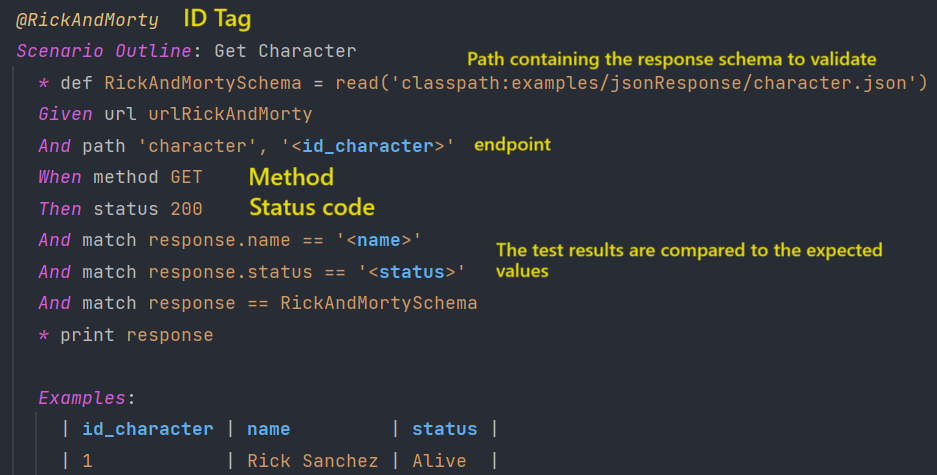 @RickAndMorty ID Tag
Scenario Outline: Get Character
Path containing the response schema to validate
* def RickAndMortySchema = read('classpath:examples/jsonResponse/character.json')
Given url urlRickAndMorty
And path 'character', '<id_character>' endpoint
When method GET Method
Then status 200 Status code
And match response.name == '<name>'
The test results are compared to the expected
values
And match response.status == '<status>'
And match response == RickAndMortySchema
* print response
Examples:
| id_character | name | status |
| 1 | Rick Sanchez | Alive |